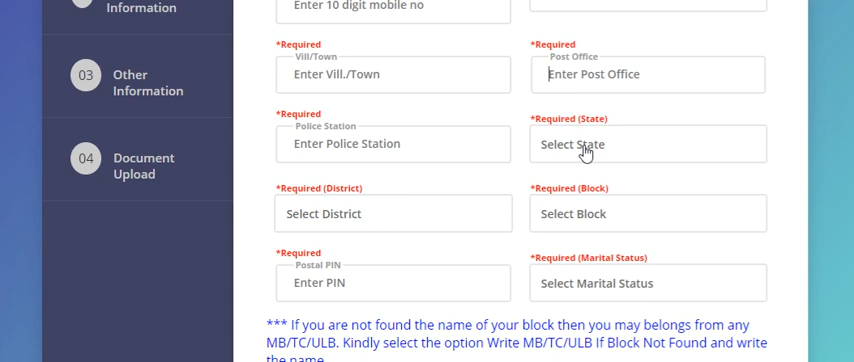 Information
03 Other
Information
04 Document
Upload
Enter 10 digit mobile no
*Required
Vill/Town
Enter Vill./Town
*Required
Post Office
Enter Post Office
*Required
Police Station
Enter Police Station
*Required (State)
Select State
*Required (District)
Select District
*Required (Block)
Select Block
*Required
Postal PIN
Enter PIN
*Required (Marital Status)
Select Marital Status
*** If you are not found the name of your block then you may belongs from any
MB/TC/ULB. Kindly select the option Write MB/TC/ULB If Block Not Found and write
the name